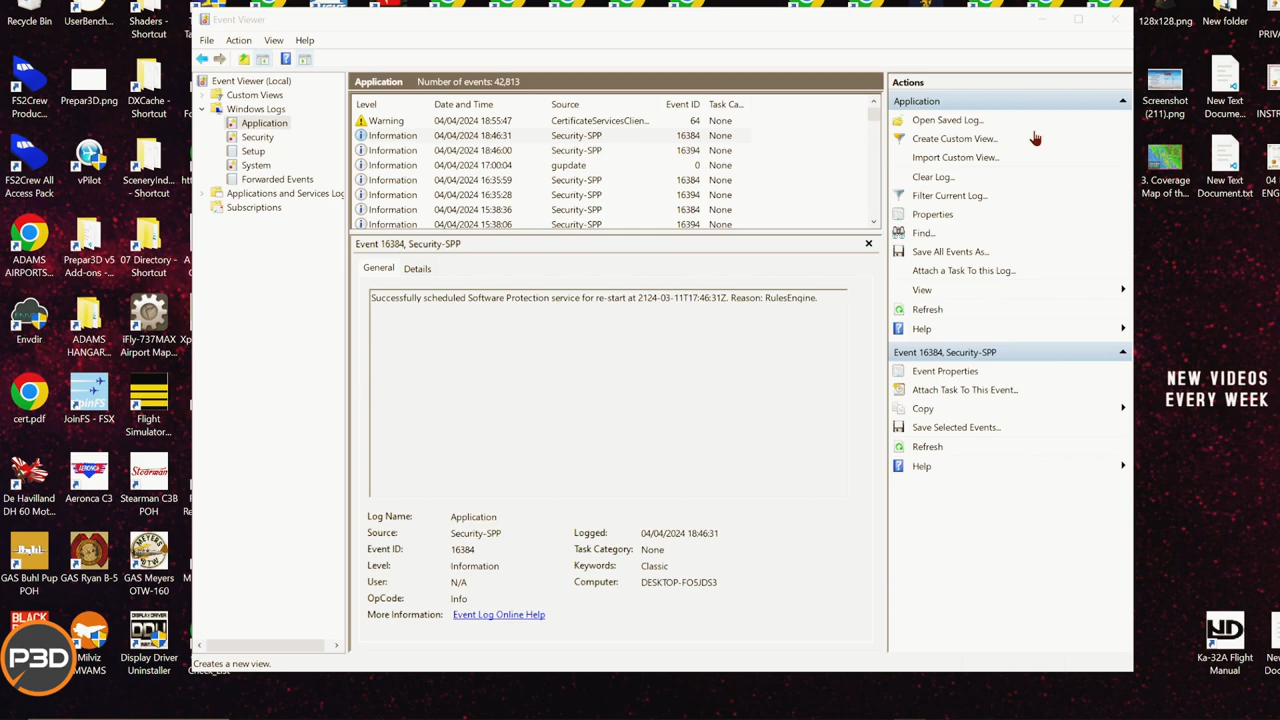 Recycle Bin
UserBench...
Shaders -
Shortcut
FS2Crew
Produc...
Prepar3D.png
DXCache -
Shortcut
FS2Crew All
Access Pack
vPilot
SceneryInd...
- Shortcut
ADAMS
AIRPORTS...
Prepar3D v5
Add-ons -...
07 Directory -
Shortcut
Envdir
ADAMS
HANGAR...
iFly-737MAX
Airport Map...
cert.pdf
JoinFS - FSX
Flight
Simulator...
De Havilland
DH 60 Mot...
Aeronca C3
Stearman C3B
POH
GAS Buhl Pup
POH
GAS Ryan B-5
GAS Meyers
OTW-160
Milviz
WVAMS
Display Driver
Uninstaller
P3D
Event Viewer
File Action View Help
Event Viewer (Local)
Custom Views
Windows Logs
Application
Security
Setup
System
Forwarded Events
Applications and Services Log
Subscriptions
Creates a new view.
Application Number of events: 42,813
Level Date and Time Source Event ID Task Ca...
Warning 04/04/2024 18:55:47 CertificateServicesClien... 64 None
Information 04/04/2024 18:46:31 Security-SPP 16384 None
Information 04/04/2024 18:46:00 Security-SPP 16394 None
Information 04/04/2024 17:00:04 gupdate 0 None
Information 04/04/2024 16:35:59 Security-SPP 16384 None
Information 04/04/2024 16:35:28 Security-SPP 16394 None
Information 04/04/2024 15:38:36 Security-SPP 16384 None
Information 04/04/2024 15:38:06 Security-SPP 16394 None
Event 16384, Security-SPP
General Details
Successfully scheduled Software Protection service for re-start at 2124-03-11T17:46:31Z. Reason: RulesEngine.
Log Name: Application
Source: Security-SPP Logged: 04/04/2024 18:46:31
Event ID: 16384 Task Category: None
Level: Information Keywords: Classic
User: N/A Computer: DESKTOP-FO5JDS3
OpCode: Info
More Information: Event Log Online Help
Actions
Application
Open Saved Log...
Create Custom View...
Import Custom View...
Clear Log...
Filter Current Log...
Properties
Find...
Save All Events As...
Attach a Task To this Log...
View
Refresh
Help
Event 16384, Security-SPP
Event Properties
Attach Task To This Event...
Copy
Save Selected Events...
Refresh
Help
128x128.png
New folder
Screenshot
(211).png
New Text
Docume...
3. Coverage
Map of the...
New Text
Document.txt
NEW VIDEOS
EVERY WEEK
Ka-32A Flight
Manual